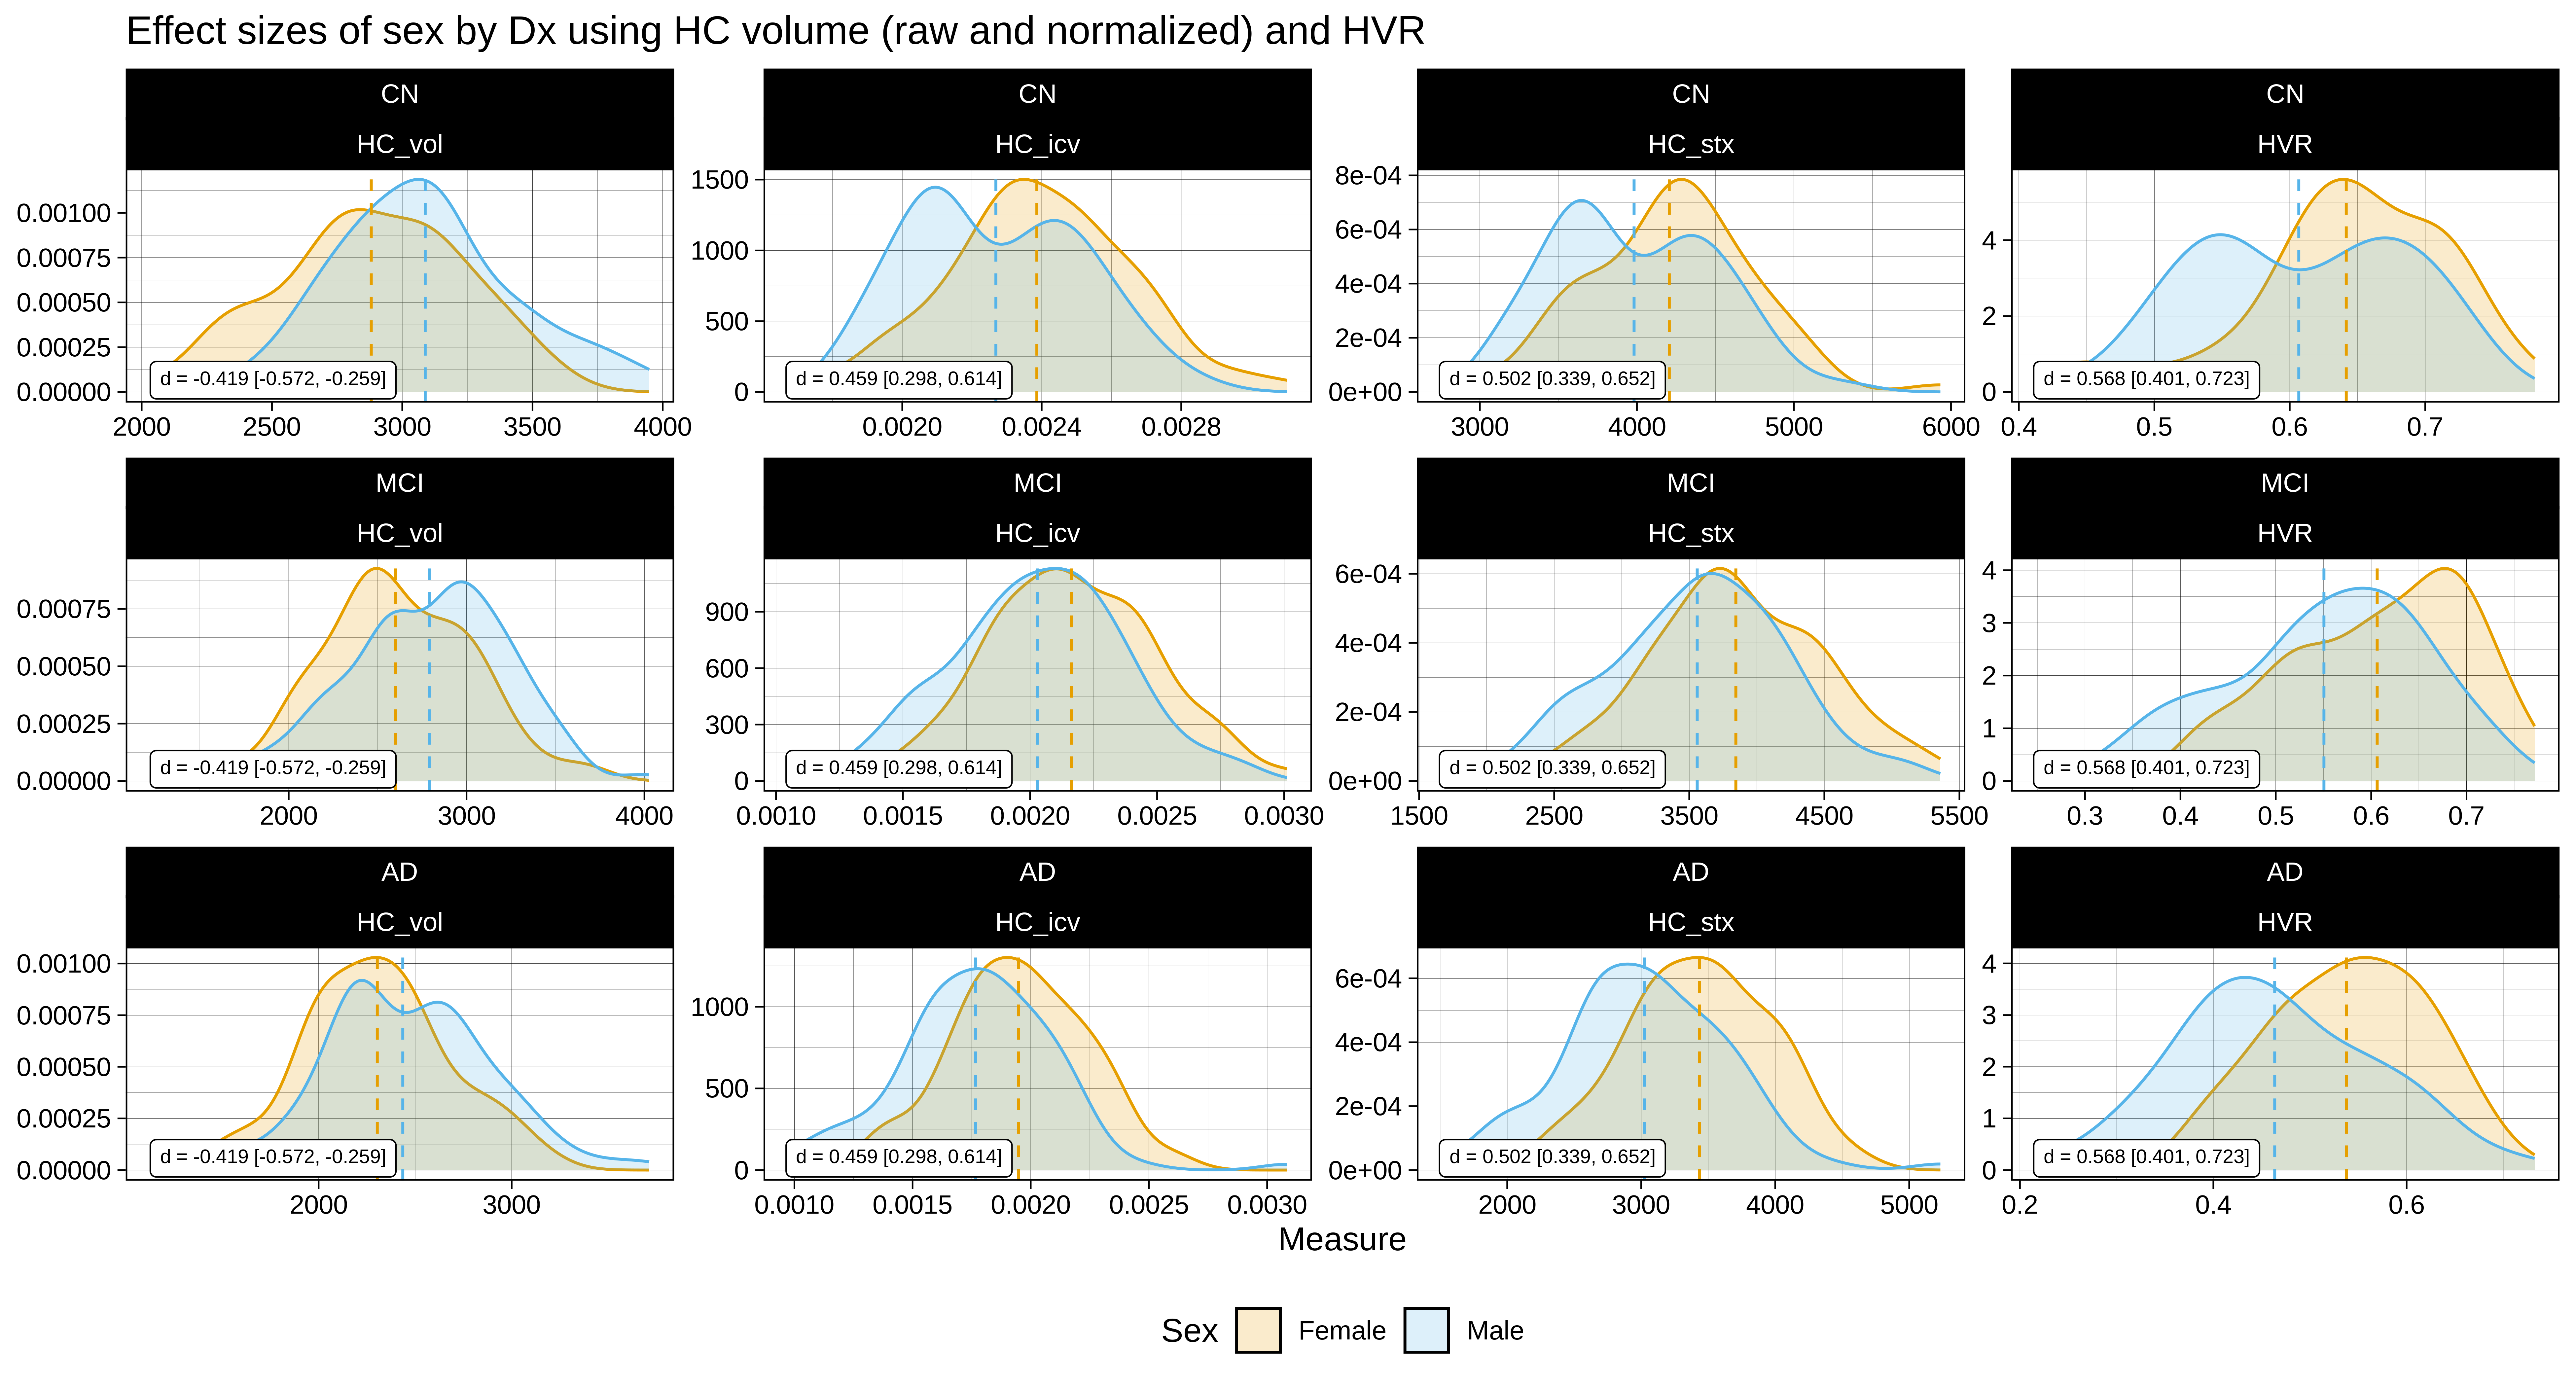 Effect sizes of sex by Dx using HC volume (raw and normalized) and HVR
CN CN CN CN
HC_vol HC_icv HC_stx HVR
0.00100
0.00075
0.00050
0.00025
0.00000
d = -0.419 [-0.572, -0.259]
2000 2500 3000 3500 4000
1500
1000
500
0
d = 0.459 [0.298, 0.614]
0.0020 0.0024 0.0028
8e-04
6e-04
4e-04
2e-04
0e+00
d = 0.502 [0.339, 0.652]
3000 4000 5000 6000
4
2
0
d = 0.568 [0.401, 0.723]
0.4 0.5 0.6 0.7
MCI MCI MCI MCI
HC_vol HC_icv HC_stx HVR
0.00075
0.00050
0.00025
0.00000
d = -0.419 [-0.572, -0.259]
2000 3000 4000
900
600
300
0
d = 0.459 [0.298, 0.614]
0.0010 0.0015 0.0020 0.0025 0.0030
6e-04
4e-04
2e-04
0e+00
d = 0.502 [0.339, 0.652]
1500 2500 3500 4500 5500
4
3
2
1
0
d = 0.568 [0.401, 0.723]
0.3 0.4 0.5 0.6 0.7
AD AD AD AD
HC_vol HC_icv HC_stx HVR
0.00100
0.00075
0.00050
0.00025
0.00000
d = -0.419 [-0.572, -0.259]
2000 3000
1000
500
0
d = 0.459 [0.298, 0.614]
0.0010 0.0015 0.0020 0.0025 0.0030
6e-04
4e-04
2e-04
0e+00
d = 0.502 [0.339, 0.652]
2000 3000 4000 5000
4
3
2
1
0
d = 0.568 [0.401, 0.723]
0.2 0.4 0.6
Measure
Sex Female Male